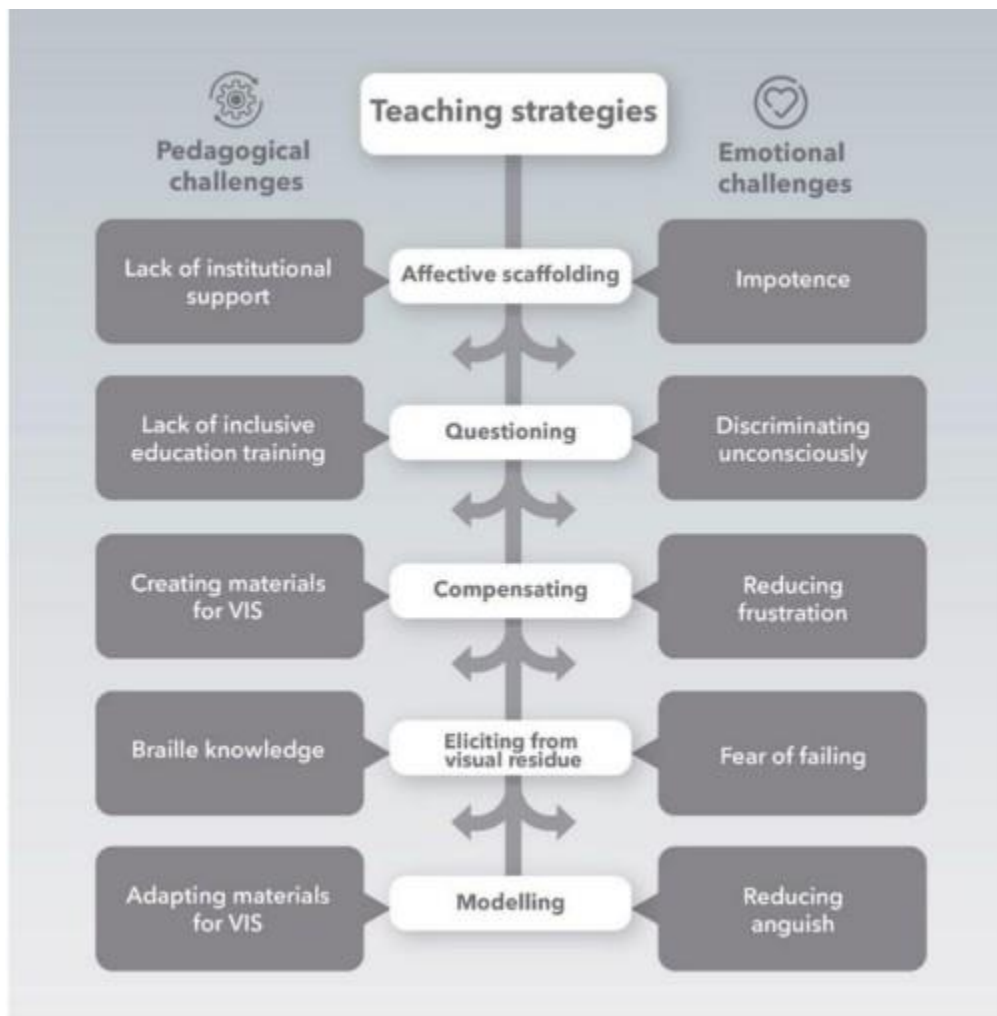 Teaching strategies
Pedagogical
challenges
Emotional
challenges
Lack of institutional
support
Affective scaffolding
Impotence
Lack of inclusive
education training
Questioning
Discriminating
unconsciously
Creating materials
for VIS
Compensating
Reducing
frustration
Braille knowledge
Eliciting from
visual residue
Fear of failing
Adapting materials
for VIS
Modelling
Reducing
anguish